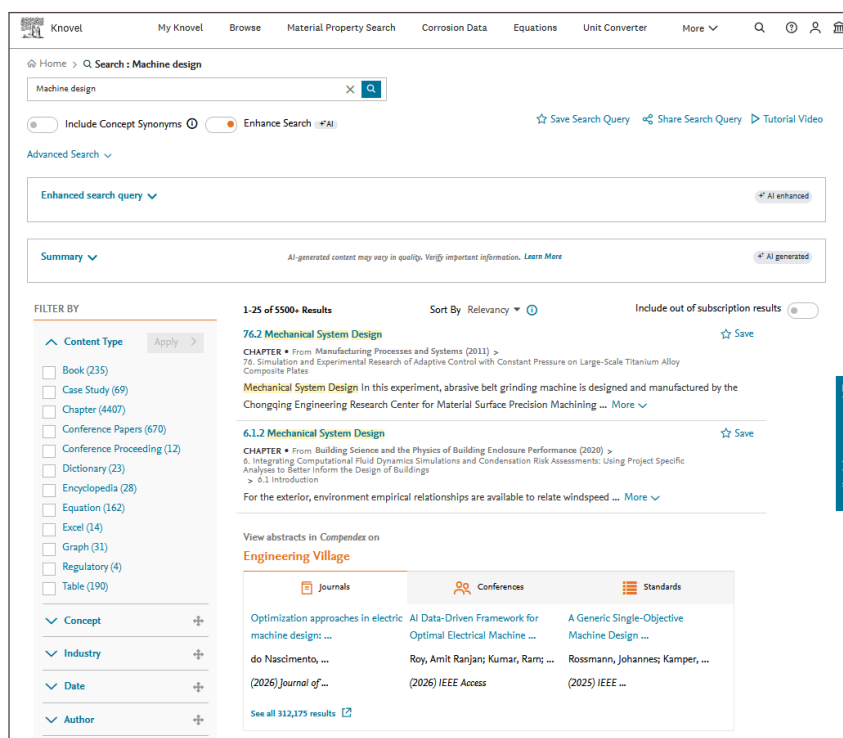 Knovel My Knovel Browse Material Property Search Corrosion Data Equations Unit Converter More
Home > Search : Machine design
Machine design
Include Concept Synonyms Enhance Search AI
Save Search Query Share Search Query Tutorial Video
Advanced Search
Enhanced search query AI enhanced
Summary AI-generated content may vary in quality. Verify important information. Learn More AI generated
FILTER BY
Content Type Apply >
Book (235)
Case Study (69)
Chapter (4407)
Conference Papers (670)
Conference Proceeding (12)
Dictionary (23)
Encyclopedia (28)
Equation (162)
Excel (14)
Graph (31)
Regulatory (4)
Table (190)
Concept
Industry
Date
Author
1-25 of 5500+ Results Sort By Relevancy Include out of subscription results
76.2 Mechanical System Design Save
CHAPTER • From Manufacturing Processes and Systems (2011) >
76. Simulation and Experimental Research of Adaptive Control with Constant Pressure on Large-Scale Titanium Alloy
Composite Plates
Mechanical System Design In this experiment, abrasive belt grinding machine is designed and manufactured by the
Chongqing Engineering Research Center for Material Surface Precision Machining ... More
6.1.2 Mechanical System Design Save
CHAPTER • From Building Science and the Physics of Building Enclosure Performance (2020) >
6. Integrating Computational Fluid Dynamics Simulations and Condensation Risk Assessments: Using Project Specific
Analyses to Better Inform the Design of Buildings
> 6.1 Introduction
For the exterior, environment empirical relationships are available to relate windspeed ... More
View abstracts in Compendex on
Engineering Village
Journals Conferences Standards
Optimization approaches in electric machine design: ...
do Nascimento, ...
(2026) Journal of ...
AI Data-Driven Framework for Optimal Electrical Machine ...
Roy, Amit Ranjan; Kumar, Ram; ...
(2026) IEEE Access
A Generic Single-Objective Machine Design ...
Rossmann, Johannes; Kamper, ...
(2025) IEEE ...
See all 312,175 results